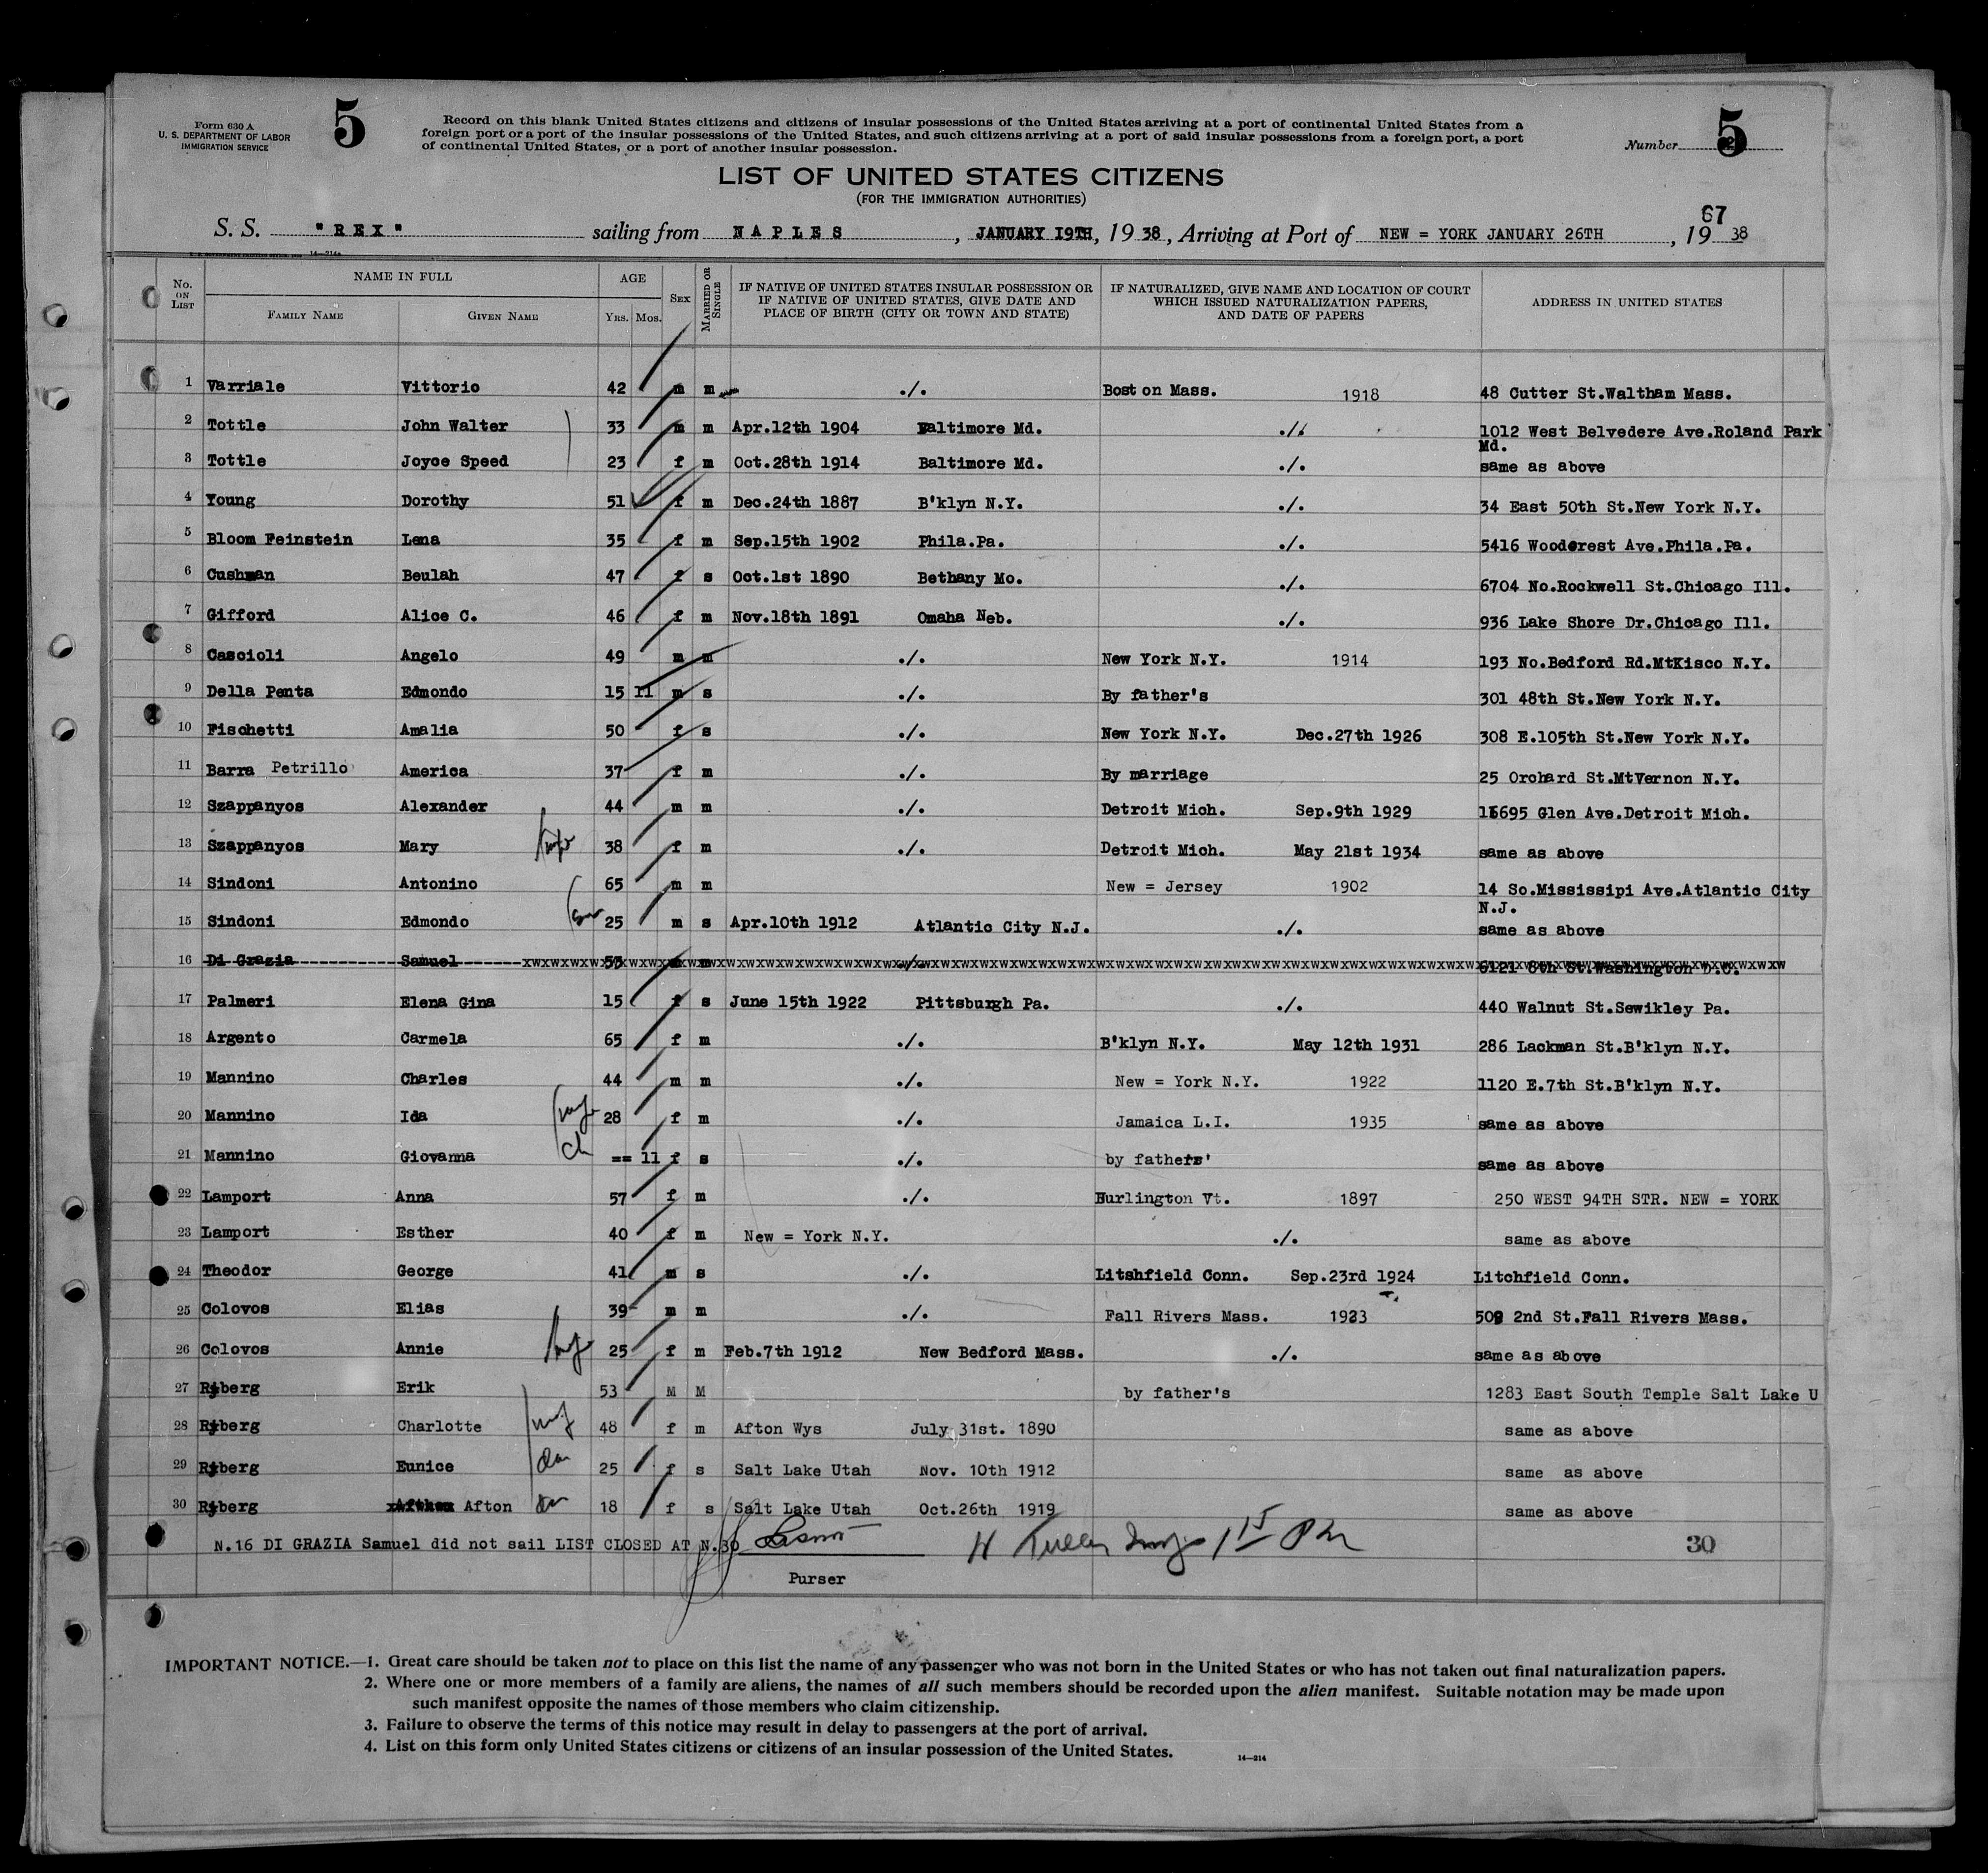 Form 630 A
U. S. DEPARTMENT OF LABOR
IMMIGRATION SERVICE
5
Record on this blank United States citizens and citizens of insular possessions of the United States arriving at a port of continental United States from a
foreign port or a port of the insular possessions of the United States, and such citizens arriving at a port of said insular possessions from a foreign port, a port
of continental United States, or a port of another insular possession.
Number 5
LIST OF UNITED STATES CITIZENS
(FOR THE IMMIGRATION AUTHORITIES)
67
S. S. "REX" sailing from NAPLES, JANUARY 19TH, 19 38, Arriving at Port of NEW = YORK JANUARY 26TH, 19 38
No. ON LIST NAME IN FULL AGE SEX MARRIED OR SINGLE IF NATIVE OF UNITED STATES INSULAR POSSESSION OR IF NATIVE OF UNITED STATES, GIVE DATE AND PLACE OF BIRTH (CITY OR TOWN AND STATE) IF NATURALIZED, GIVE NAME AND LOCATION OF COURT WHICH ISSUED NATURALIZATION PAPERS, AND DATE OF PAPERS ADDRESS IN UNITED STATES
FAMILY NAME GIVEN NAME YRS. MOS.
1 Varriale Vittorio 42 m m ./. Boston Mass. 1918 48 Cutter St.Waltham Mass.
2 Tottle John Walter 33 m m Apr.12th 1904 Baltimore Md. ./. 1012 West Belvedere Ave.Roland Park
Md.
3 Tottle Joyce Speed 23 f m Oct.28th 1914 Baltimore Md. ./. same as above
4 Young Dorothy 51 f m Dec.24th 1887 B'klyn N.Y. ./. 34 East 50th St.New York N.Y.
5 Bloom Feinstein Lena 35 f m Sep.15th 1902 Phila.Pa. ./. 5416 Woodcrest Ave.Phila.Pa.
6 Cushman Beulah 47 f s Oct.1st 1890 Bethany Mo. ./. 6704 No.Rockwell St.Chicago Ill.
7 Gifford Alice C. 46 f m Nov.18th 1891 Omaha Neb. ./. 936 Lake Shore Dr.Chicago Ill.
8 Cascioli Angelo 49 m m ./. New York N.Y. 1914 193 No.Bedford Rd.MtKisco N.Y.
9 Della Penta Edmondo 15 11 m s ./. By father's 301 48th St.New York N.Y.
10 Fischetti Amalia 50 f s ./. New York N.Y. Dec.27th 1926 308 E.105th St.New York N.Y.
11 Barra Petrillo America 37 f m ./. By marriage 25 Orchard St.MtVernon N.Y.
12 Szappanyos Alexander 44 m m ./. Detroit Mich. Sep.9th 1929 16695 Glen Ave.Detroit Mich.
13 Szappanyos Mary wife 38 f m ./. Detroit Mich. May 21st 1934 same as above
14 Sindoni Antonino 65 m m New = Jersey 1902 14 So.Mississipi Ave.Atlantic City
N.J.
15 Sindoni Edmondo son 25 m s Apr.10th 1912 Atlantic City N.J. ./. same as above
16 Di Grazia Samuel 53 m m ./. 6121 8th St.Washington D.C.
17 Palmeri Elena Gina 15 f s June 15th 1922 Pittsburgh Pa. ./. 440 Walnut St.Sewikley Pa.
18 Argento Carmela 65 f m ./. B'klyn N.Y. May 12th 1931 286 Lackman St.B'klyn N.Y.
19 Mannino Charles 44 m m ./. New = York N.Y. 1922 1120 E.7th St.B'klyn N.Y.
20 Mannino Ida 28 f m ./. Jamaica L.I. 1935 same as above
21 Mannino Giovanna ch == 11 f s ./. by father' same as above
22 Lamport Anna 57 f m ./. Burlington Vt. 1897 250 WEST 94TH STR. NEW = YORK
23 Lamport Esther 40 f m New = York N.Y. ./. same as above
24 Theodor George 41 m s ./. Litshfield Conn. Sep.23rd 1924 Litchfield Conn.
25 Colovos Elias 39 m m ./. Fall Rivers Mass. 1923 509 2nd St.Fall Rivers Mass.
26 Colovos Annie 25 f m Feb.7th 1912 New Bedford Mass. ./. same as above
27 Ryberg Erik 53 M M by father's 1283 East South Temple Salt Lake U
28 Ryberg Charlotte 48 f m Afton Wys July 31st. 1890 same as above
29 Ryberg Eunice dau 25 f s Salt Lake Utah Nov. 10th 1912 same as above
30 Ryberg Afton 18 f s Salt Lake Utah Oct.26th 1919 same as above
N.16 DI GRAZIA Samuel did not sail LIST CLOSED AT N.30
30
Purser
IMPORTANT NOTICE.—1. Great care should be taken not to place on this list the name of any passenger who was not born in the United States or who has not taken out final naturalization papers.
2. Where one or more members of a family are aliens, the names of all such members should be recorded upon the alien manifest. Suitable notation may be made upon
such manifest opposite the names of those members who claim citizenship.
3. Failure to observe the terms of this notice may result in delay to passengers at the port of arrival.
4. List on this form only United States citizens or citizens of an insular possession of the United States.
14—214